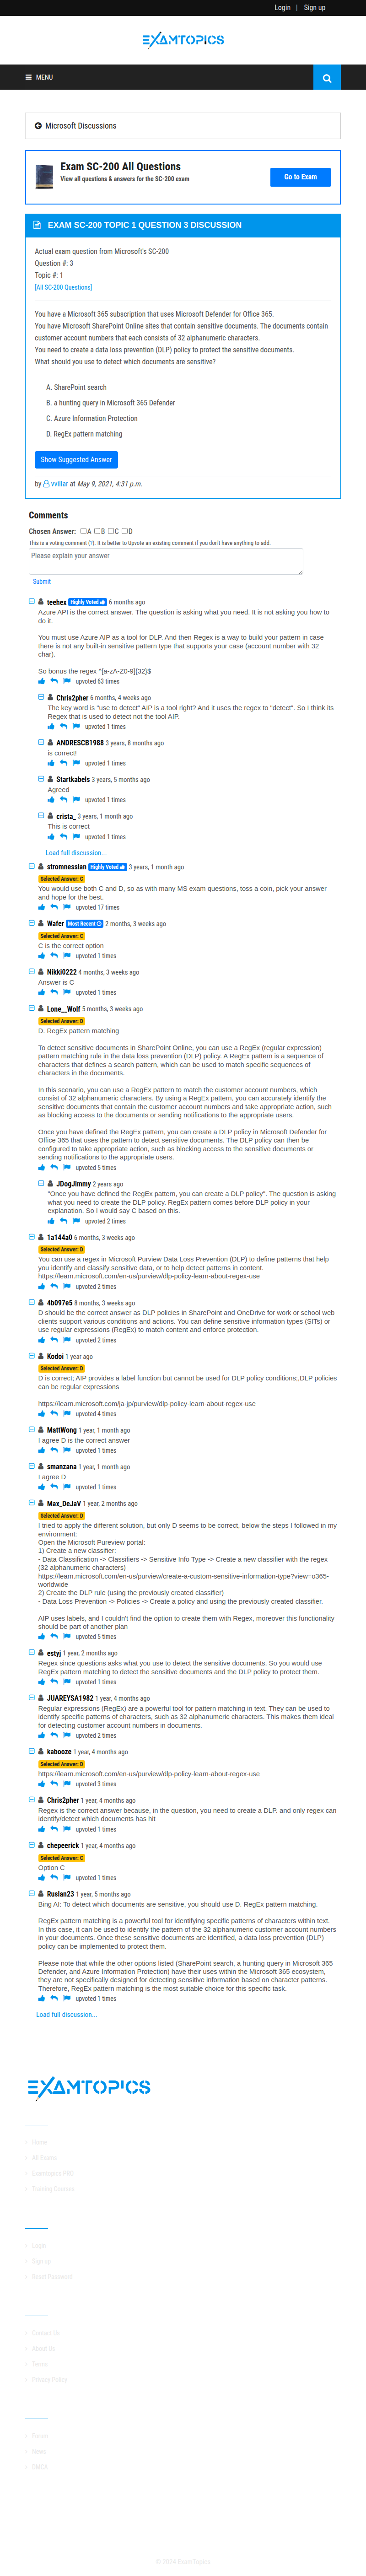 Login | Sign up
EXAMTOPICS
MENU
Microsoft Discussions
Exam SC-200 All Questions
View all questions & answers for the SC-200 exam
Go to Exam
EXAM SC-200 TOPIC 1 QUESTION 3 DISCUSSION
Actual exam question from Microsoft's SC-200
Question #: 3
Topic #: 1
[All SC-200 Questions]
You have a Microsoft 365 subscription that uses Microsoft Defender for Office 365.
You have Microsoft SharePoint Online sites that contain sensitive documents. The documents contain
customer account numbers that each consists of 32 alphanumeric characters.
You need to create a data loss prevention (DLP) policy to protect the sensitive documents.
What should you use to detect which documents are sensitive?
A. SharePoint search
B. a hunting query in Microsoft 365 Defender
C. Azure Information Protection
D. RegEx pattern matching
Show Suggested Answer
by vvillar at May 9, 2021, 4:31 p.m.
Comments
Chosen Answer: A B C D
This is a voting comment (?). It is better to Upvote an existing comment if you don't have anything to add.
Please explain your answer
Submit
teehex Highly Voted 6 months ago
Azure API is the correct answer. The question is asking what you need. It is not asking you how to
do it.
You must use Azure AIP as a tool for DLP. And then Regex is a way to build your pattern in case
there is not any built-in sensitive pattern type that supports your case (account number with 32
char).
So bonus the regex ^[a-zA-Z0-9]{32}$
upvoted 63 times
Chris2pher 6 months, 4 weeks ago
The key word is "use to detect" AIP is a tool right? And it uses the regex to "detect". So I think its
Regex that is used to detect not the tool AIP.
upvoted 1 times
ANDRESCB1988 3 years, 8 months ago
is correct!
upvoted 1 times
Startkabels 3 years, 5 months ago
Agreed
upvoted 1 times
crista_ 3 years, 1 month ago
This is correct
upvoted 1 times
Load full discussion...
stromnessian Highly Voted 3 years, 1 month ago
Selected Answer: C
You would use both C and D, so as with many MS exam questions, toss a coin, pick your answer
and hope for the best.
upvoted 17 times
Wafer Most Recent 2 months, 3 weeks ago
Selected Answer: C
C is the correct option
upvoted 1 times
Nikki0222 4 months, 3 weeks ago
Answer is C
upvoted 1 times
Lone__Wolf 5 months, 3 weeks ago
Selected Answer: D
D. RegEx pattern matching
To detect sensitive documents in SharePoint Online, you can use a RegEx (regular expression)
pattern matching rule in the data loss prevention (DLP) policy. A RegEx pattern is a sequence of
characters that defines a search pattern, which can be used to match specific sequences of
characters in the documents.
In this scenario, you can use a RegEx pattern to match the customer account numbers, which
consist of 32 alphanumeric characters. By using a RegEx pattern, you can accurately identify the
sensitive documents that contain the customer account numbers and take appropriate action, such
as blocking access to the documents or sending notifications to the appropriate users.
Once you have defined the RegEx pattern, you can create a DLP policy in Microsoft Defender for
Office 365 that uses the pattern to detect sensitive documents. The DLP policy can then be
configured to take appropriate action, such as blocking access to the sensitive documents or
sending notifications to the appropriate users.
upvoted 5 times
JDogJimmy 2 years ago
"Once you have defined the RegEx pattern, you can create a DLP policy". The question is asking
what you need to create the DLP policy. RegEx pattern comes before DLP policy in your
explanation. So I would say C based on this.
upvoted 2 times
1a144a0 6 months, 3 weeks ago
Selected Answer: D
You can use a regex in Microsoft Purview Data Loss Prevention (DLP) to define patterns that help
you identify and classify sensitive data, or to help detect patterns in content.
https://learn.microsoft.com/en-us/purview/dlp-policy-learn-about-regex-use
upvoted 2 times
4b097e5 8 months, 3 weeks ago
D should be the correct answer as DLP policies in SharePoint and OneDrive for work or school web
clients support various conditions and actions. You can define sensitive information types (SITs) or
use regular expressions (RegEx) to match content and enforce protection.
upvoted 2 times
Kodoi 1 year ago
Selected Answer: D
D is correct; AIP provides a label function but cannot be used for DLP policy conditions;,DLP policies
can be regular expressions
https://learn.microsoft.com/ja-jp/purview/dlp-policy-learn-about-regex-use
upvoted 4 times
MattWong 1 year, 1 month ago
I agree D is the correct answer
upvoted 1 times
smanzana 1 year, 1 month ago
I agree D
upvoted 1 times
Max_DeJaV 1 year, 2 months ago
Selected Answer: D
I tried to apply the different solution, but only D seems to be correct, below the steps I followed in my
environment:
Open the Microsoft Pureview portal:
1) Create a new classifier:
- Data Classification -> Classifiers -> Sensitive Info Type -> Create a new classifier with the regex
(32 alphanumeric characters)
https://learn.microsoft.com/en-us/purview/create-a-custom-sensitive-information-type?view=o365-
worldwide
2) Create the DLP rule (using the previously created classifier)
- Data Loss Prevention -> Policies -> Create a policy and using the previously created classifier.
AIP uses labels, and I couldn't find the option to create them with Regex, moreover this functionality
should be part of another plan
upvoted 5 times
estyj 1 year, 2 months ago
Regex since questions asks what you use to detect the sensitive documents. So you would use
RegEx pattern matching to detect the sensitive documents and the DLP policy to protect them.
upvoted 1 times
JUAREYSA1982 1 year, 4 months ago
Regular expressions (RegEx) are a powerful tool for pattern matching in text. They can be used to
identify specific patterns of characters, such as 32 alphanumeric characters. This makes them ideal
for detecting customer account numbers in documents.
upvoted 2 times
kabooze 1 year, 4 months ago
Selected Answer: D
https://learn.microsoft.com/en-us/purview/dlp-policy-learn-about-regex-use
upvoted 3 times
Chris2pher 1 year, 4 months ago
Regex is the correct answer because, in the question, you need to create a DLP. and only regex can
identify/detect which documents has hit
upvoted 1 times
chepeerick 1 year, 4 months ago
Selected Answer: C
Option C
upvoted 1 times
Ruslan23 1 year, 5 months ago
Bing AI: To detect which documents are sensitive, you should use D. RegEx pattern matching.
RegEx pattern matching is a powerful tool for identifying specific patterns of characters within text.
In this case, it can be used to identify the pattern of the 32 alphanumeric customer account numbers
in your documents. Once these sensitive documents are identified, a data loss prevention (DLP)
policy can be implemented to protect them.
Please note that while the other options listed (SharePoint search, a hunting query in Microsoft 365
Defender, and Azure Information Protection) have their uses within the Microsoft 365 ecosystem,
they are not specifically designed for detecting sensitive information based on character patterns.
Therefore, RegEx pattern matching is the most suitable choice for this specific task.
upvoted 1 times
Load full discussion...
EXAMTOPICS
Home
All Exams
Examtopics PRO
Training Courses
Login
Sign up
Reset Password
Contact Us
About Us
Terms
Privacy Policy
Forum
News
DMCA
© 2024 ExamTopics